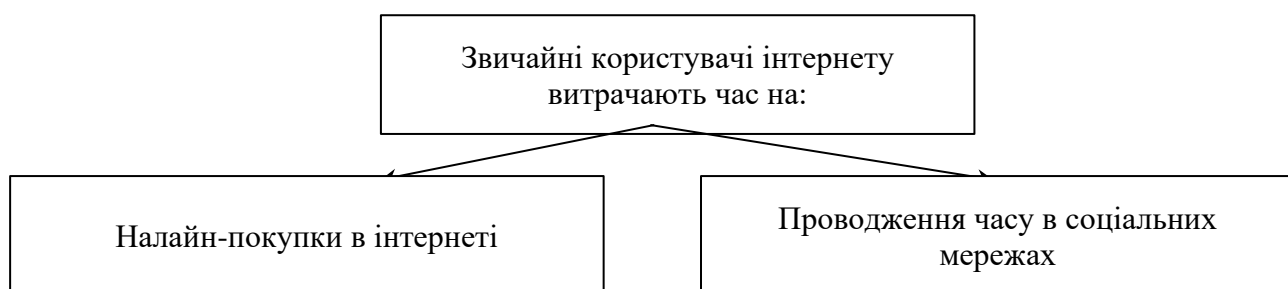 Звичайні користувачі інтернету
витрачають час на:
Налайн-покупки в інтернеті
Проводження часу в соціальних
мережах